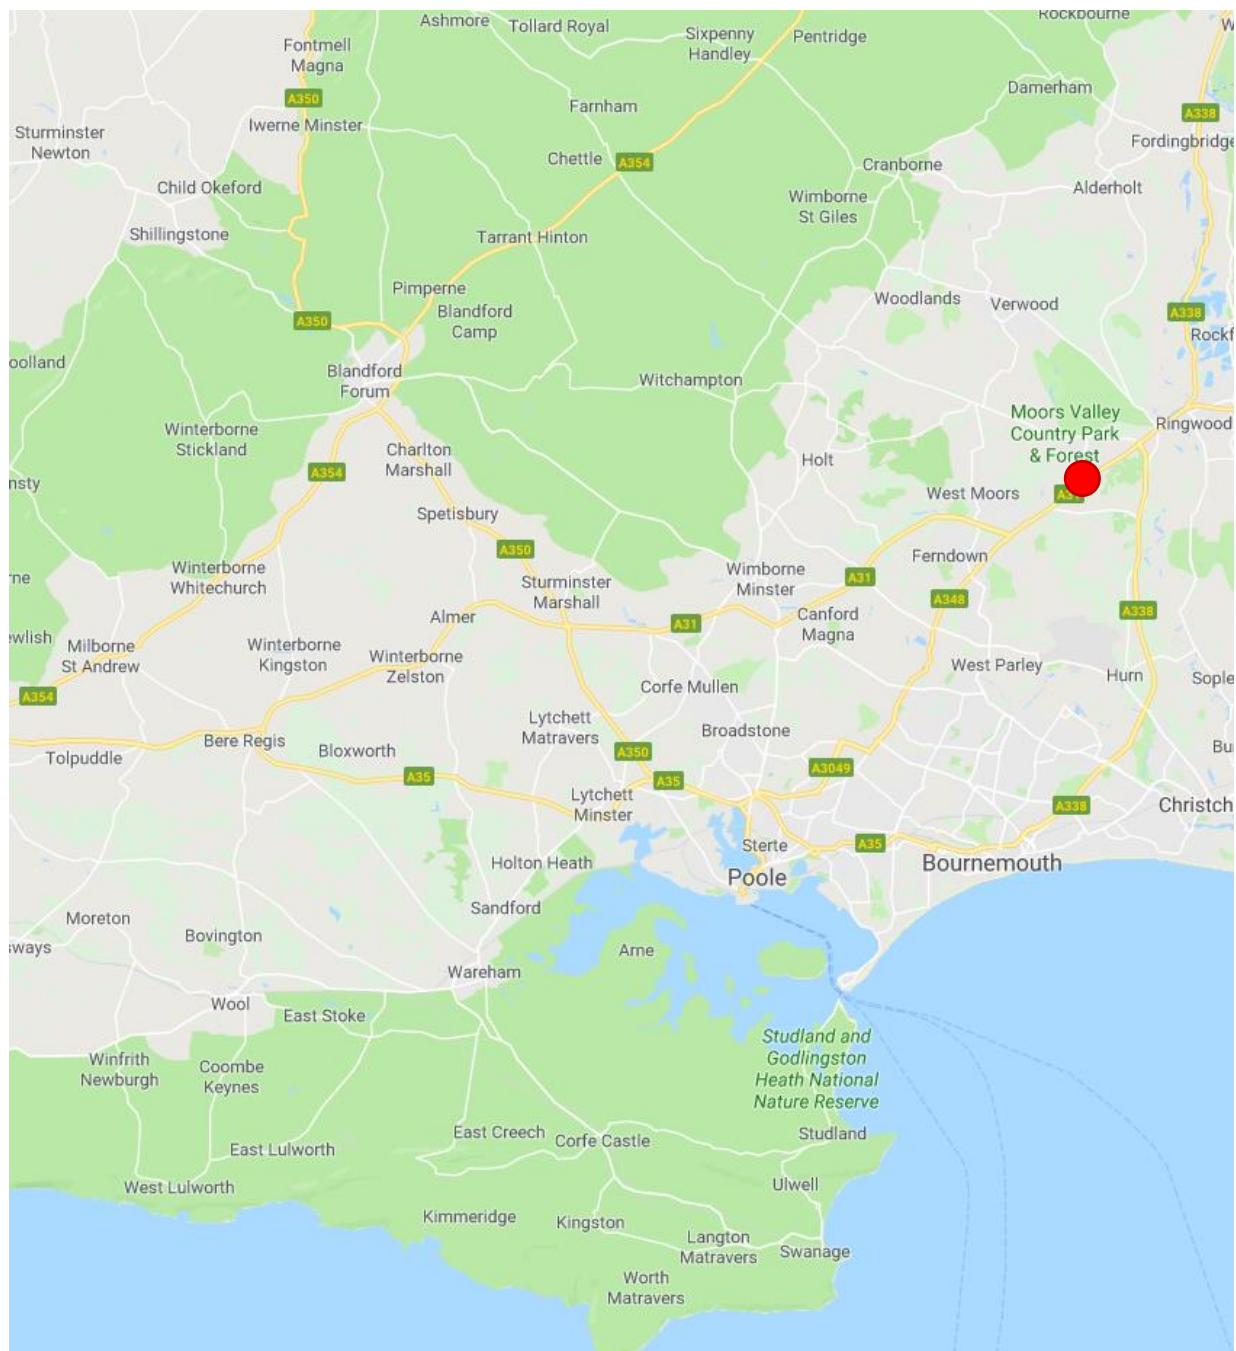 Ashmore
Tollard Royal
Sixpenny
Handley
Pentridge
Rockbourne
Fontmell
Magna
Damerham
A350
Farnham
A338
Iwerne Minster
Sturminster
Newton
Fordingbridge
Chettle
A354
Cranborne
Child Okeford
Alderholt
Wimborne
St Giles
Shillingstone
Tarrant Hinton
Pimperne
Woodlands
Verwood
Blandford
Camp
A350
A338
Rockf
oolland
Blandford
Forum
Witchampton
Moors Valley
Country Park
& Forest
Ringwood
Winterborne
Stickland
Charlton
Marshall
Holt
A354
nsty
West Moors
Spetisbury
A350
Ferndown
Winterborne
Whitechurch
rne
Sturminster
Marshall
Wimborne
Minster
A31
A348
A338
Almer
A31
Canford
Magna
ewlish
Milborne
St Andrew
Winterborne
Kingston
Winterborne
Zelston
West Parley
Hurn
Sople
A354
Corfe Mullen
Lytchett
Matravers
Broadstone
Bere Regis
Bloxworth
Tolpuddle
A350
Bu
A3049
A35
A35
Lytchett
Minster
A338
Christch
Sterte
A35
Holton Heath
Poole
Bournemouth
Sandford
Moreton
Bovington
sways
Arne
Wareham
Wool
East Stoke
Studland and
Godlingston
Heath National
Nature Reserve
Winfrith
Newburgh
Coombe
Keynes
East Creech
Corfe Castle
Studland
East Lulworth
West Lulworth
Ulwell
Kimmeridge
Kingston
Langton
Matravers
Swanage
Worth
Matravers